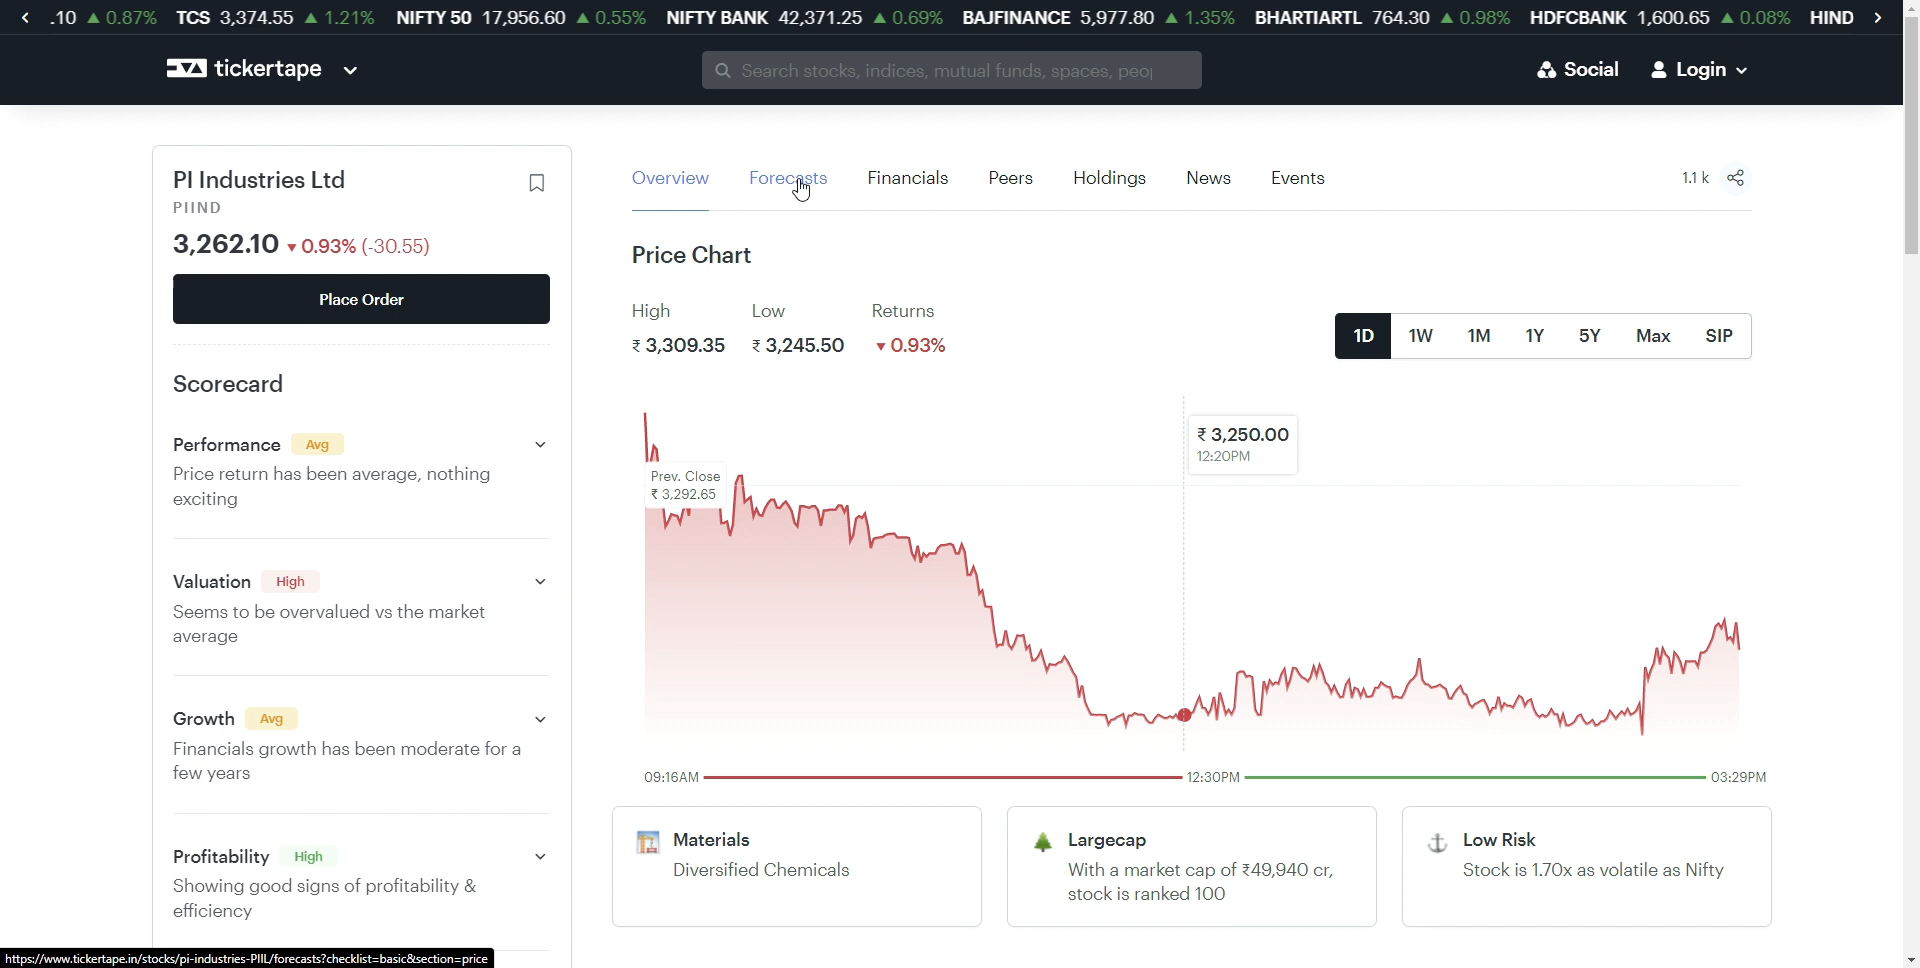 .10 ▲ 0.87% TCS 3,374.55 ▲ 1.21% NIFTY 50 17,956.60 ▲ 0.55% NIFTY BANK 42,371.25 ▲ 0.69% BAJFINANCE 5,977.80 ▲ 1.35% BHARTIARTL 764.30 ▲ 0.98% HDFCBANK 1,600.65 ▲ 0.08% HIND
tickertape
Search stocks, indices, mutual funds, spaces, peo
Social
Login
PI Industries Ltd
PIIND
3,262.10 ▼ 0.93% (-30.55)
Place Order
Scorecard
Performance Avg
Price return has been average, nothing
exciting
Valuation High
Seems to be overvalued vs the market
average
Growth Avg
Financials growth has been moderate for a
few years
Profitability High
Showing good signs of profitability &
efficiency
Overview Forecasts Financials Peers Holdings News Events
1.1 k
Price Chart
High Low Returns
₹ 3,309.35 ₹ 3,245.50 ▼ 0.93%
1D 1W 1M 1Y 5Y Max SIP
₹ 3,250.00
12:20PM
Prev. Close
₹ 3,292.65
09:16AM 12:30PM 03:29PM
Materials
Diversified Chemicals
Largecap
With a market cap of ₹49,940 cr,
stock is ranked 100
Low Risk
Stock is 1.70x as volatile as Nifty
https://www.tickertape.in/stocks/pi-industries-PIIL/forecasts?checklist=basic&section=price